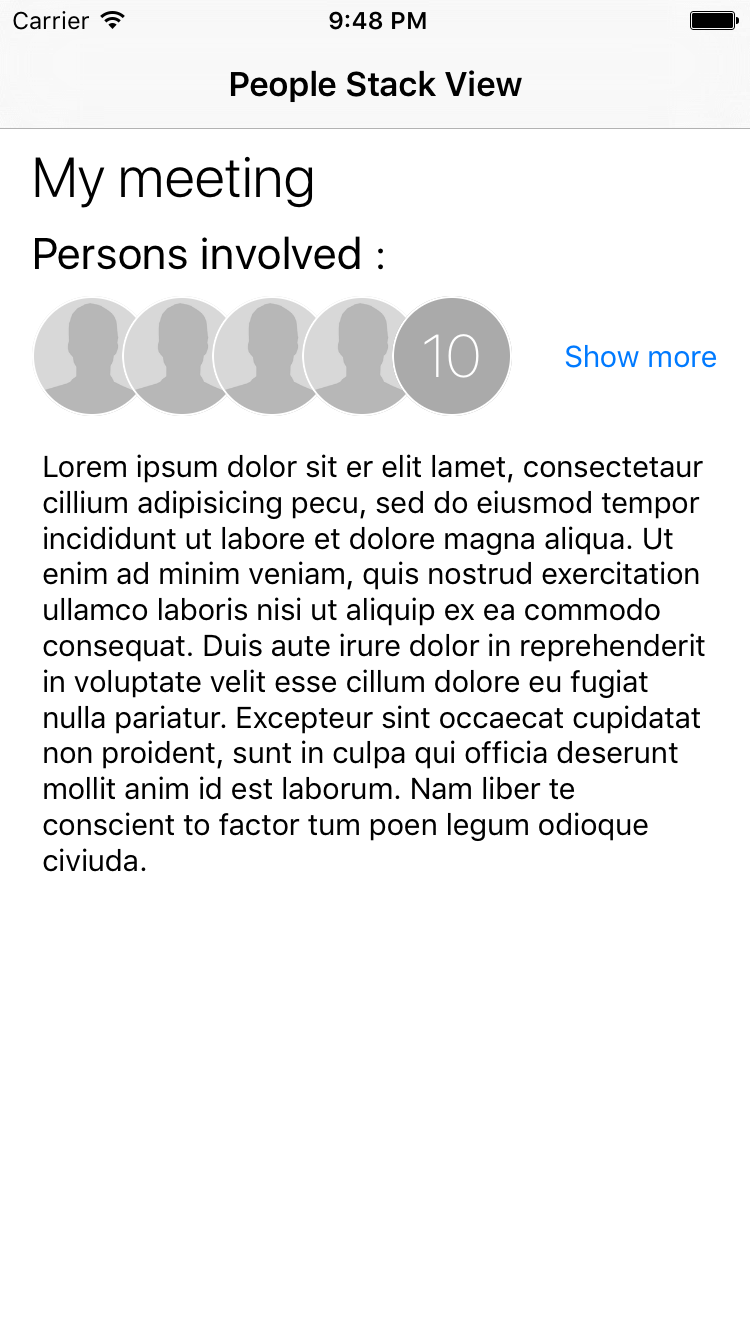 Carrier 9:48 PM
People Stack View
My meeting
Persons involved :
10 Show more
Lorem ipsum dolor sit er elit lamet, consectetaur
cillium adipisicing pecu, sed do eiusmod tempor
incididunt ut labore et dolore magna aliqua. Ut
enim ad minim veniam, quis nostrud exercitation
ullamco laboris nisi ut aliquip ex ea commodo
consequat. Duis aute irure dolor in reprehenderit
in voluptate velit esse cillum dolore eu fugiat
nulla pariatur. Excepteur sint occaecat cupidatat
non proident, sunt in culpa qui officia deserunt
mollit anim id est laborum. Nam liber te
conscient to factor tum poen legum odioque
civiuda.